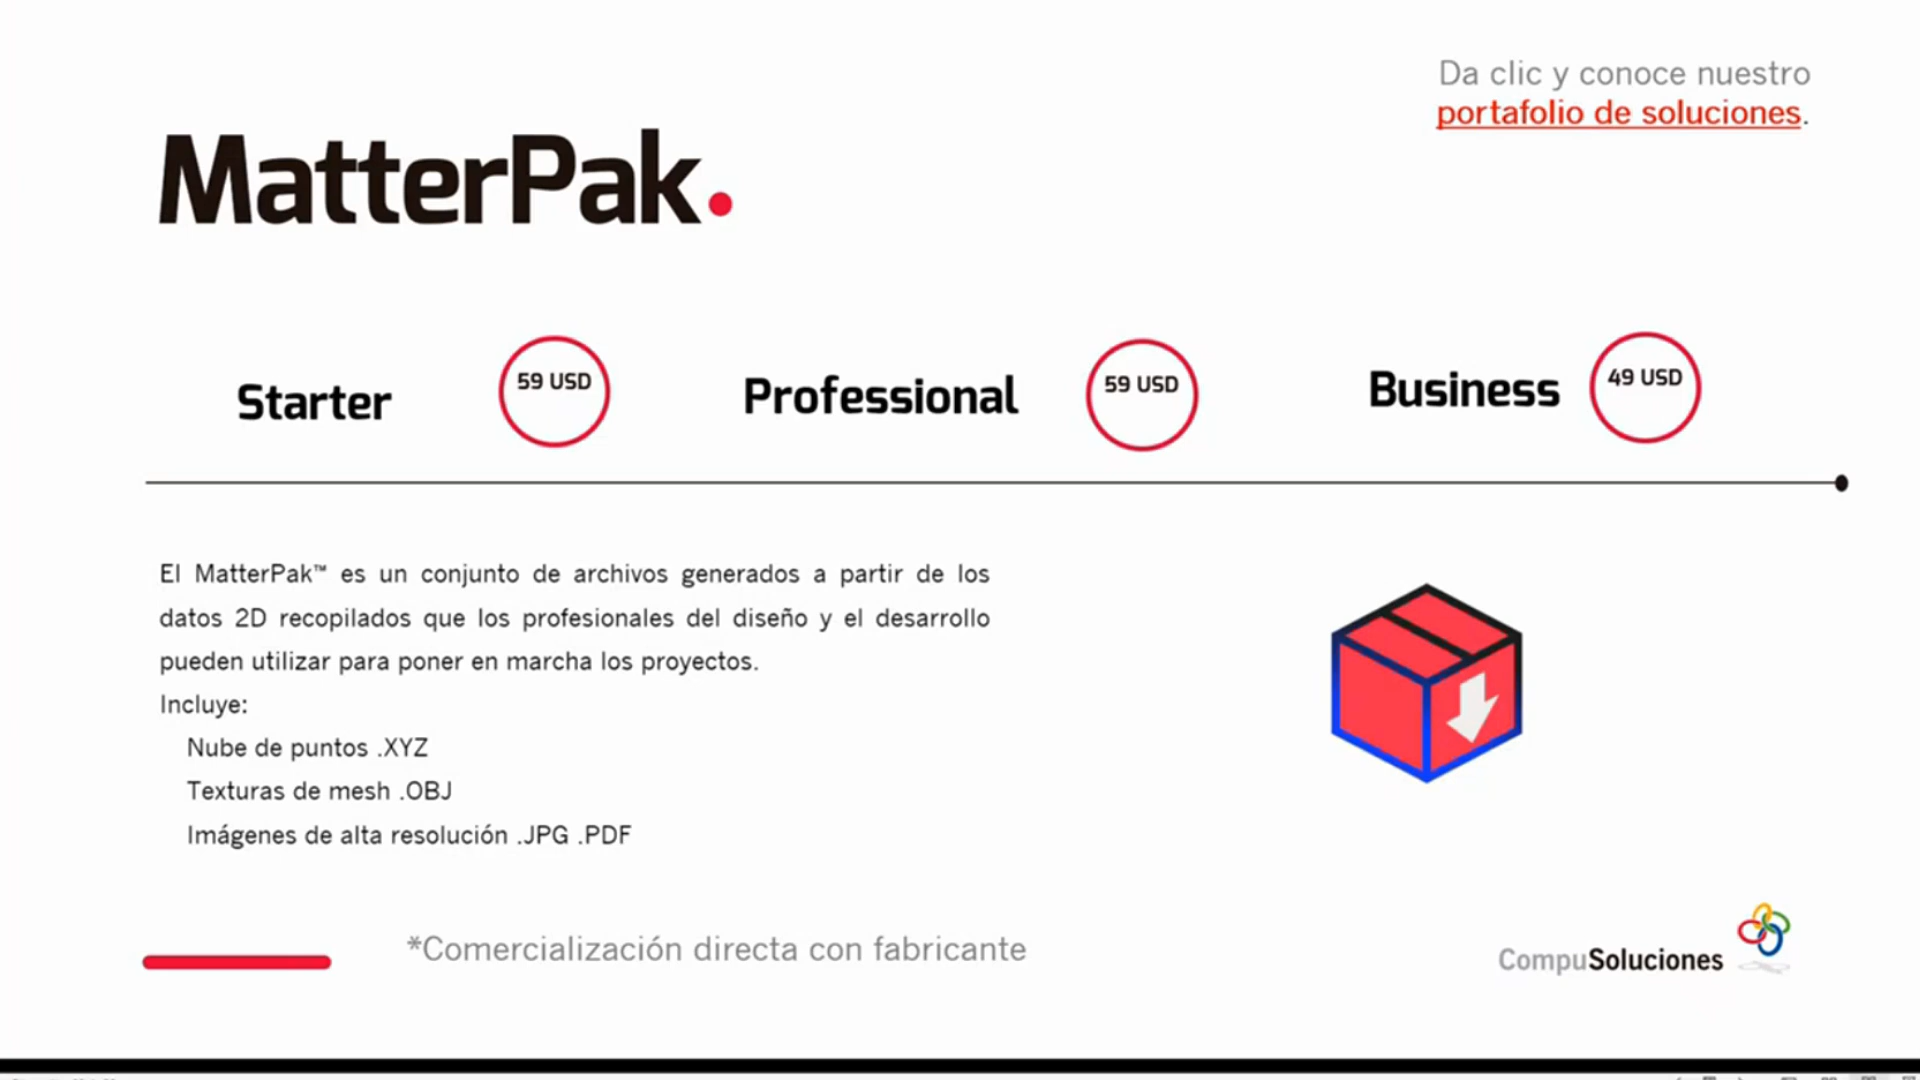 Da clic y conoce nuestro
portafolio de soluciones.
MatterPak.
Starter
59 USD
Professional
59 USD
Business
49 USD
El MatterPak™ es un conjunto de archivos generados a partir de los
datos 2D recopilados que los profesionales del diseño y el desarrollo
pueden utilizar para poner en marcha los proyectos.
Incluye:
Nube de puntos .XYZ
Texturas de mesh .OBJ
Imágenes de alta resolución .JPG .PDF
*Comercialización directa con fabricante
CompuSoluciones